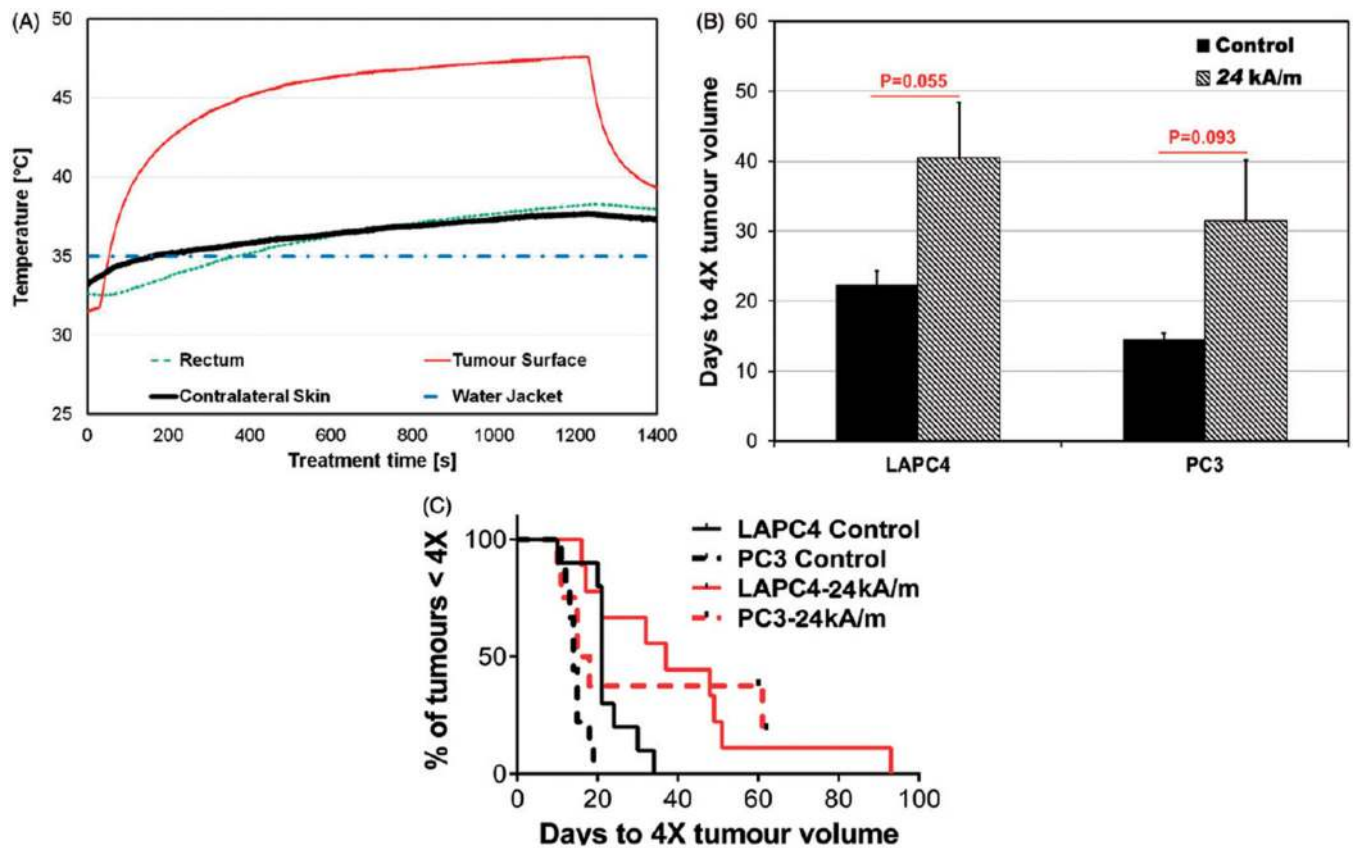 (A)
50
45
40
35
30
25
Temperature [°C]
Rectum
Tumour Surface
Contralateral Skin
Water Jacket
0 200 400 600 800 1000 1200 1400
Treatment time [s]
(B)
60
50
40
30
20
10
0
Days to 4X tumour volume
Control
24 kA/m
P=0.055
P=0.093
LAPC4 PC3
(C)
100
50
0
% of tumours < 4X
LAPC4 Control
PC3 Control
LAPC4-24kA/m
PC3-24kA/m
0 20 40 60 80 100
Days to 4X tumour volume